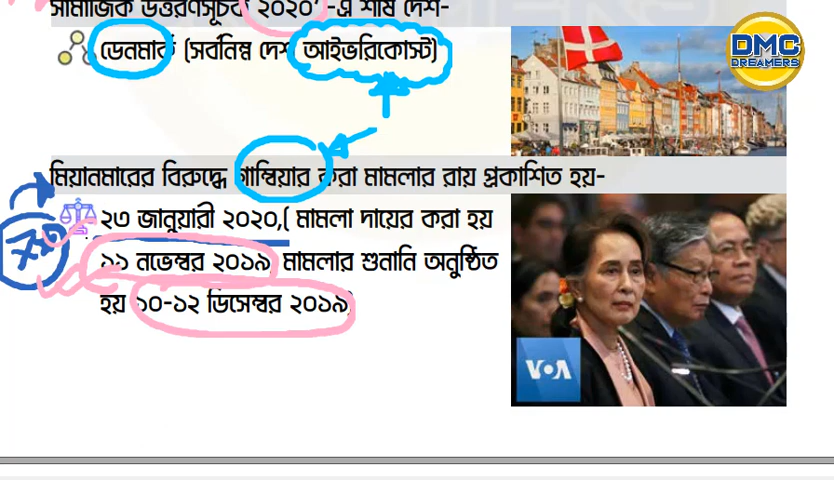 সামাজিক উত্তরণসূচক ২০২০'-এ শীর্ষ দেশ-
ডেনমার্ক (সর্বনিম্ন দেশ আইভরিকোস্ট)
DMC
DREAMERS
মিয়ানমারের বিরুদ্ধে গাম্বিয়ার করা মামলার রায় প্রকাশিত হয়-
২৩ জানুয়ারী ২০২০,( মামলা দায়ের করা হয়
১১ নভেম্বর ২০১৯ মামলার শুনানি অনুষ্ঠিত
হয় ১০-১২ ডিসেম্বর ২০১৯)
VOA